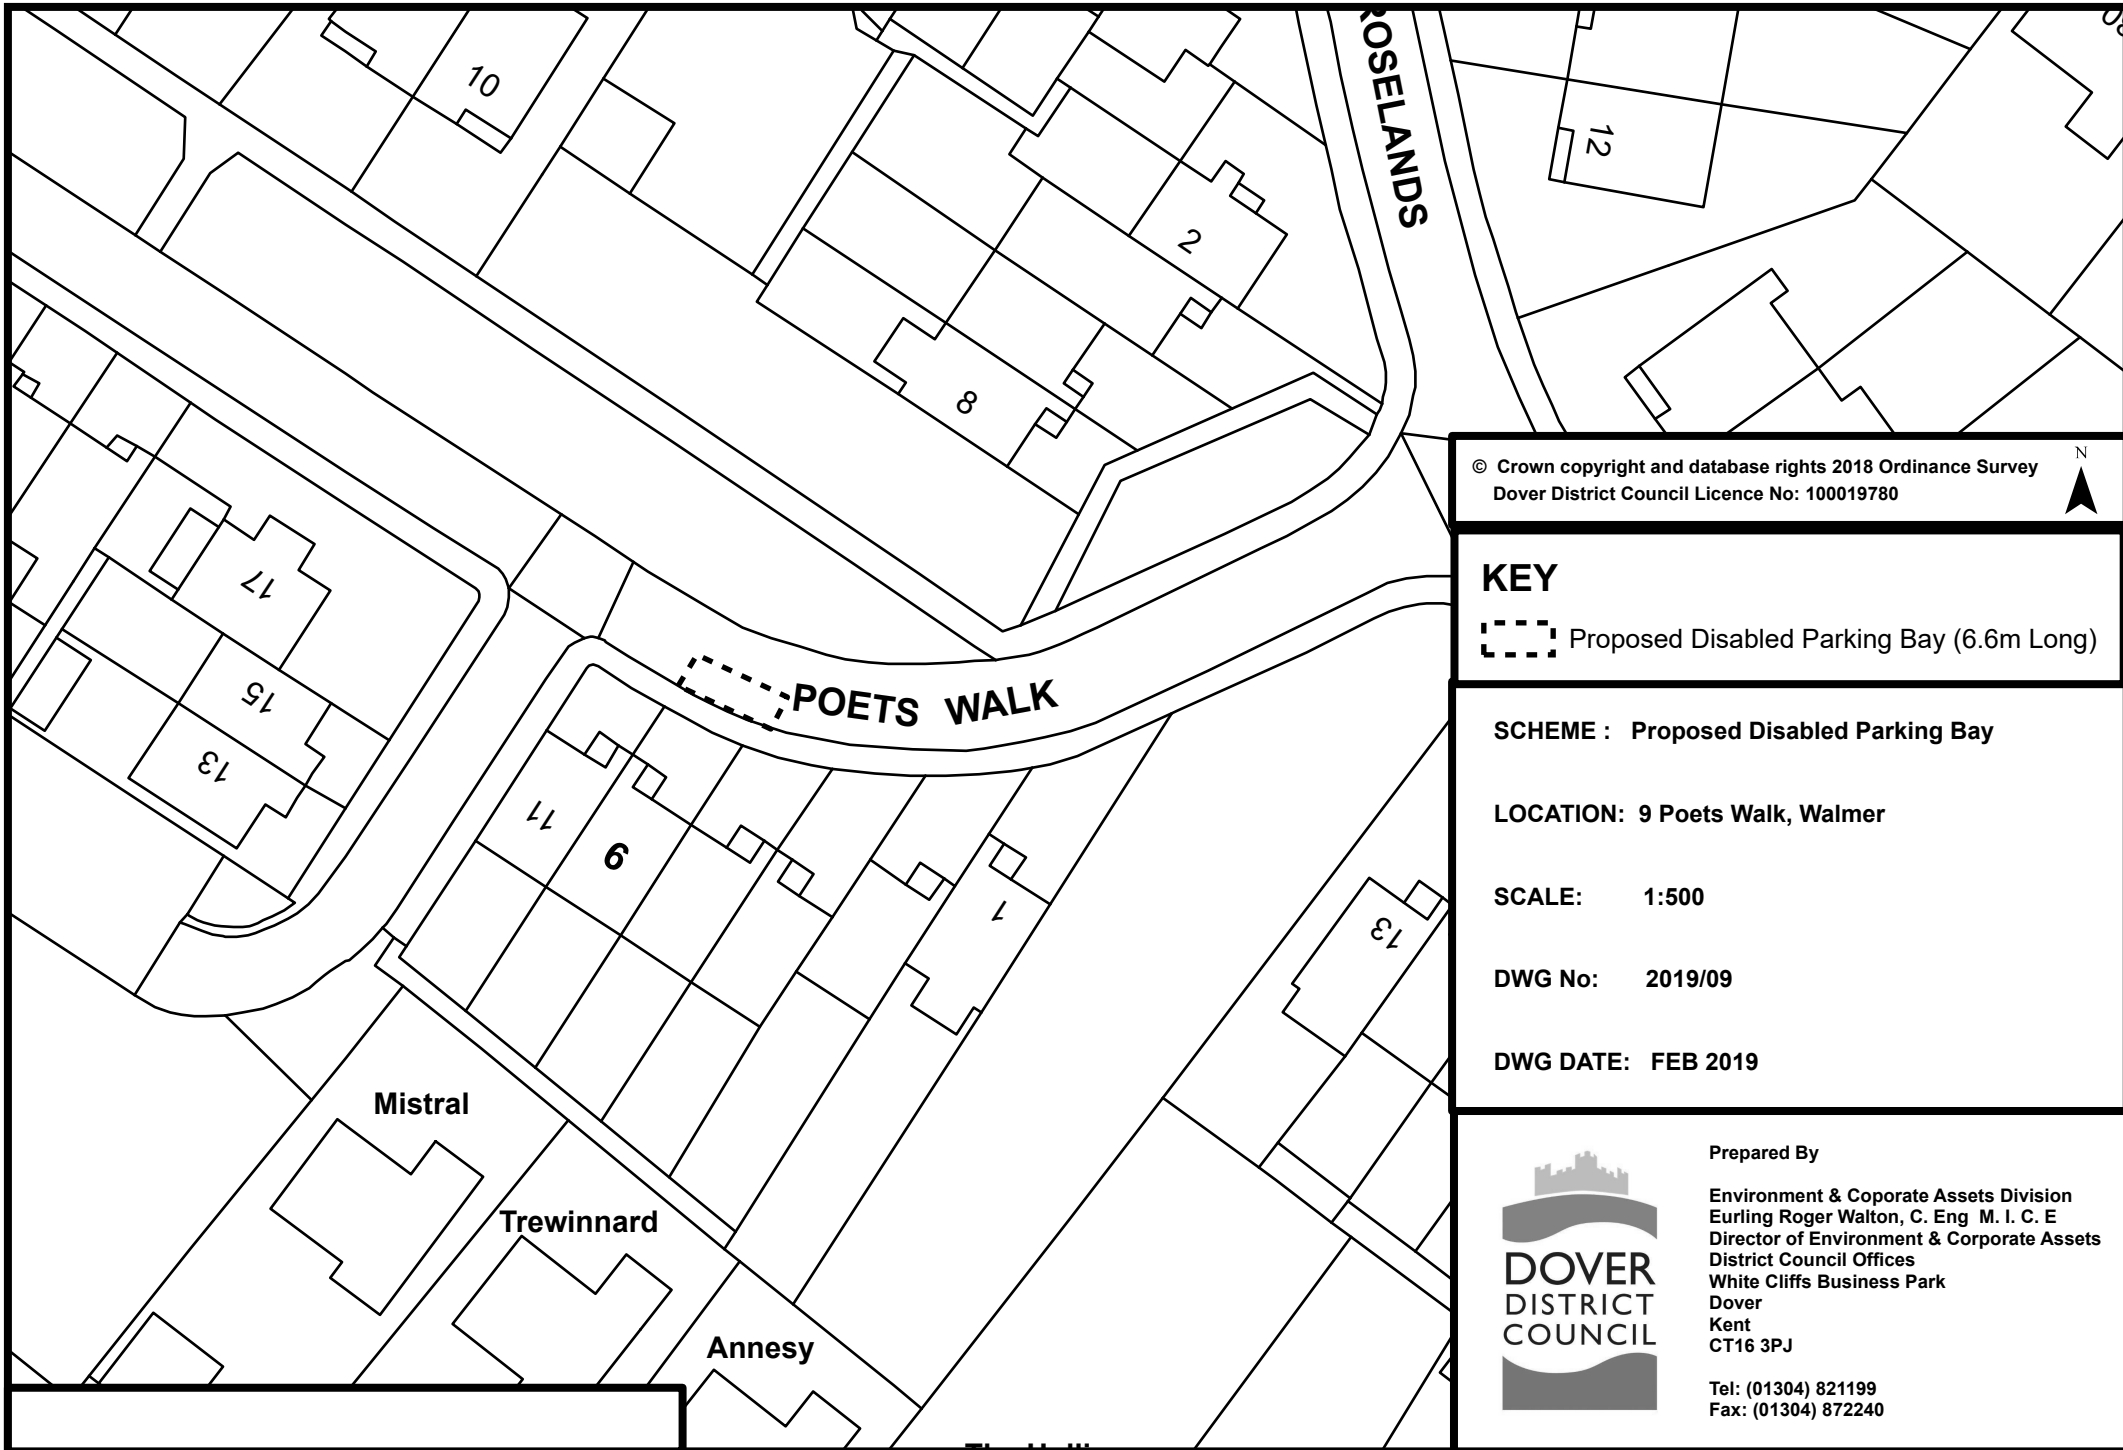 10
ROSELANDS
12
2
8
© Crown copyright and database rights 2018 Ordinance Survey
Dover District Council Licence No: 100019780
N
KEY
Proposed Disabled Parking Bay (6.6m Long)
17
15
13
POETS WALK
11
9
1
13
SCHEME : Proposed Disabled Parking Bay
LOCATION: 9 Poets Walk, Walmer
SCALE: 1:500
DWG No: 2019/09
DWG DATE: FEB 2019
Mistral
Trewinnard
Annesy
DOVER
DISTRICT
COUNCIL
Prepared By
Environment & Coporate Assets Division
Eurling Roger Walton, C. Eng M. I. C. E
Director of Environment & Corporate Assets
District Council Offices
White Cliffs Business Park
Dover
Kent
CT16 3PJ
Tel: (01304) 821199
Fax: (01304) 872240